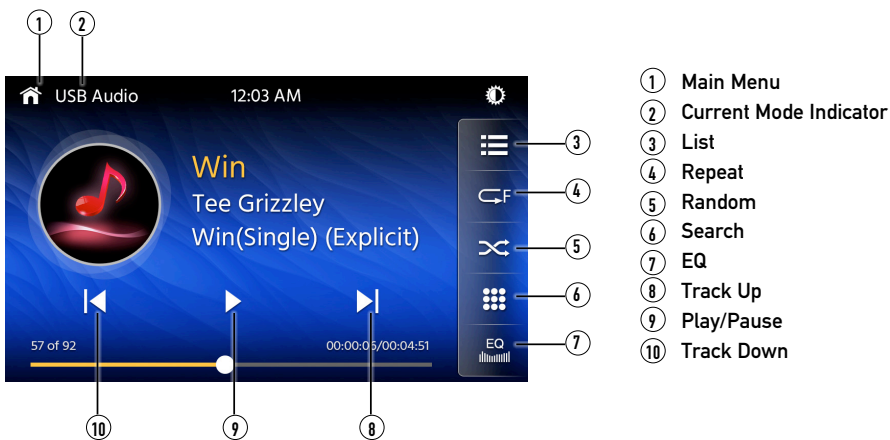 1 2
USB Audio 12:03 AM
Win
Tee Grizzley
Win(Single) (Explicit)
F
EQ
57 of 92 00:00:05/00:04:51
3
4
5
6
7
10 9 8
1 Main Menu
2 Current Mode Indicator
3 List
4 Repeat
5 Random
6 Search
7 EQ
8 Track Up
9 Play/Pause
10 Track Down